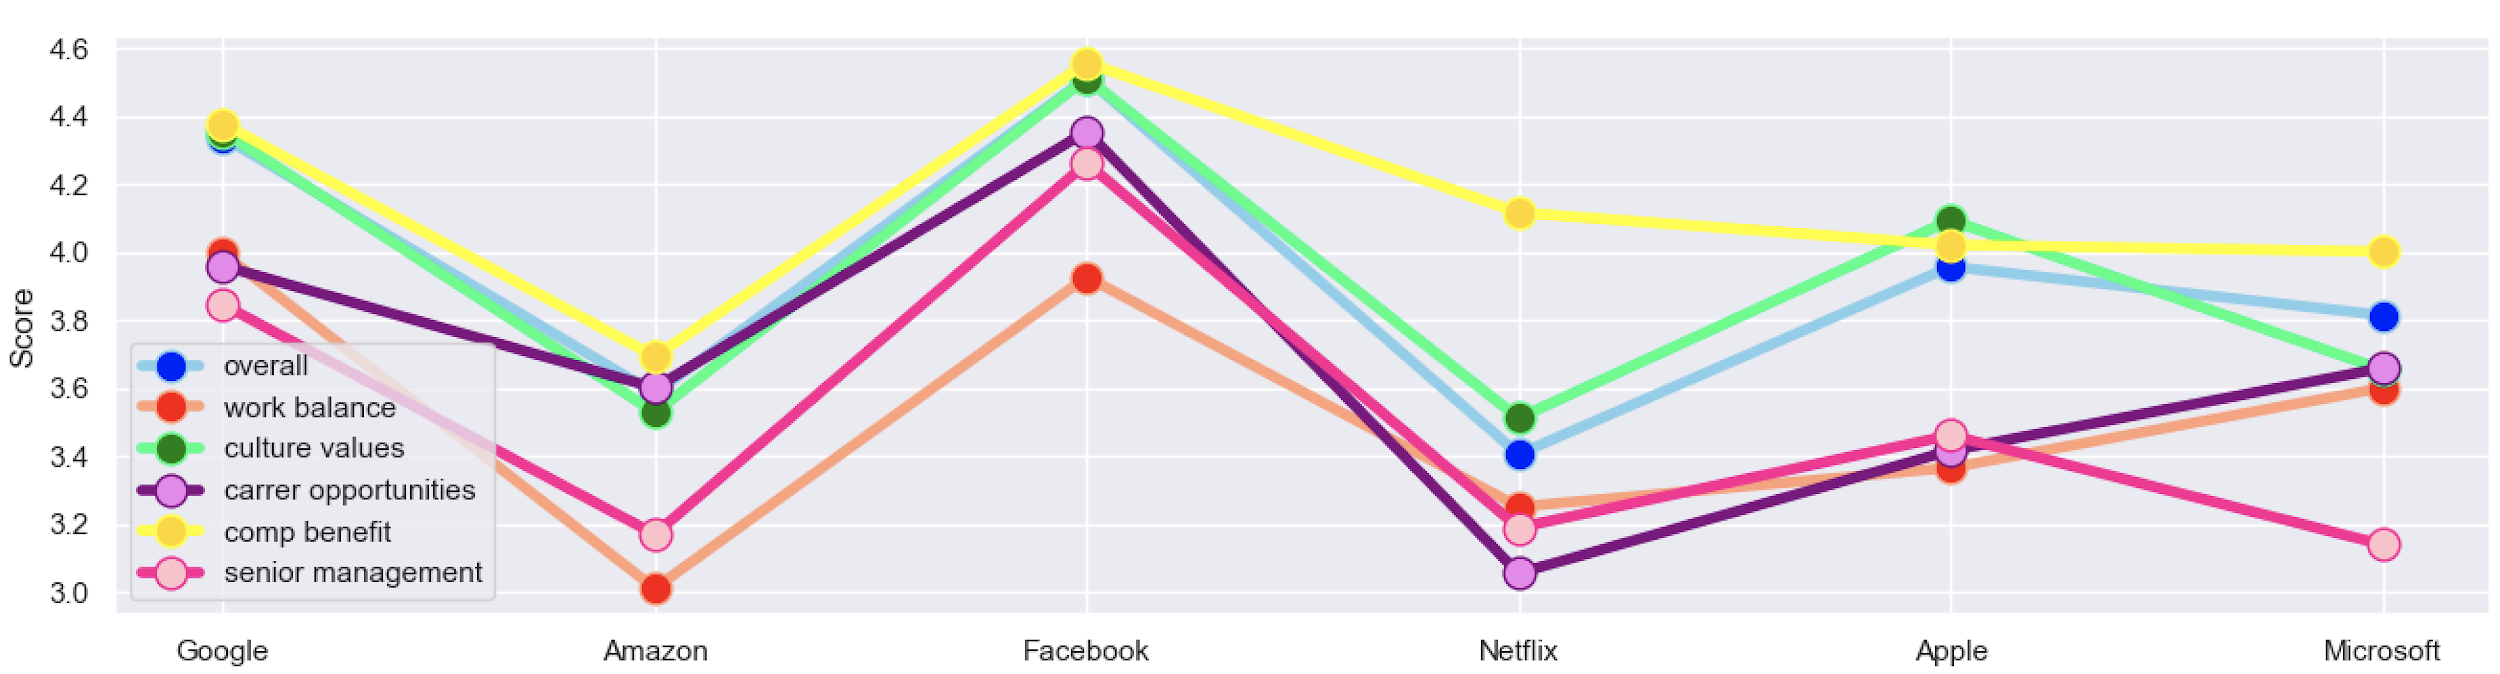 4.6
4.4
4.2
4.0
3.8
3.6
3.4
3.2
3.0
Score
overall
work balance
culture values
carrer opportunities
comp benefit
senior management
Google Amazon Facebook Netflix Apple Microsoft